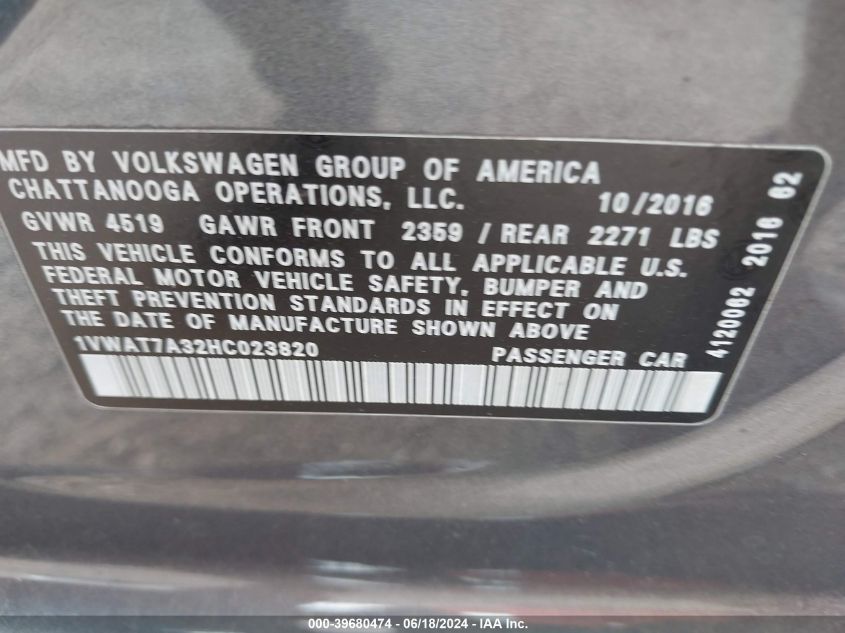 MFD BY VOLKSWAGEN GROUP OF AMERICA
CHATTANOOGA OPERATIONS, LLC. 10/2016
GVWR 4519 GAWR FRONT 2359 / REAR 2271 LBS
THIS VEHICLE CONFORMS TO ALL APPLICABLE U.S.
FEDERAL MOTOR VEHICLE SAFETY, BUMPER AND
THEFT PREVENTION STANDARDS IN EFFECT ON
THE DATE OF MANUFACTURE SHOWN ABOVE
1VWAT7A32HC023820 PASSENGER CAR
4120062 2016 62
000-39680474 - 06/18/2024 - IAA Inc.